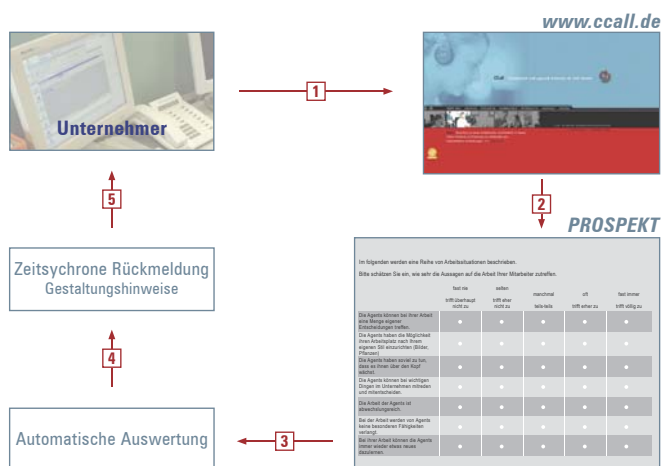 www.ccall.de
Unternehmer
1
2
5
PROSPEKT
Zeitsychrone Rückmeldung
Gestaltungshinweise
Im folgenden werden eine Reihe von Arbeitssituationen beschrieben.
Bitte schätzen Sie ein, wie sehr die Aussagen auf die Arbeit Ihrer Mitarbeiter zutreffen.
fast nie
selten
manchmal
oft
fast immer
trifft überhaupt
nicht zu
trifft eher
nicht zu
teils-teils
trifft eher zu
trifft völlig zu
Die Agents können bei ihrer Arbeit
eine Menge eigener
Entscheidungen treffen.
Die Agents haben die Möglichkeit
ihren Arbeitsplatz nach ihrem
eigenen Stil einzurichten (Bilder,
Pflanzen)
Die Agents haben soviel zu tun,
dass es ihnen über den Kopf
wächst.
Die Agents können bei wichtigen
Dingen im Unternehmen mitreden
und mitentscheiden.
Die Arbeit der Agents ist
abwechslungsreich.
Bei der Arbeit werden von Agents
keine besonderen Fähigkeiten
verlangt.
Bei ihrer Arbeit können die Agents
immer wieder etwas neues
dazulernen.
4
Automatische Auswertung
3